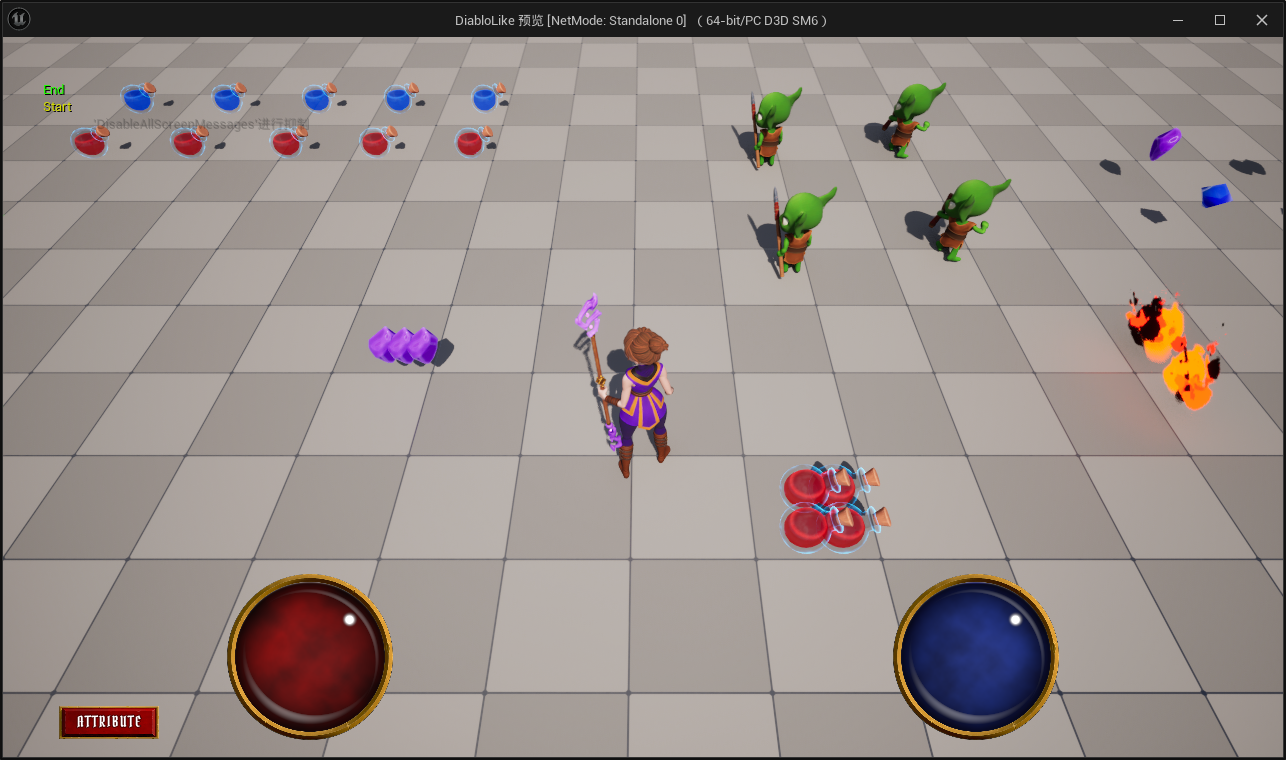 DiabloLike 预览 [NetMode: Standalone 0] （64-bit/PC D3D SM6）
End
Start
'DisableAllScreenMessages'进行抑制
ATTRIBUTE